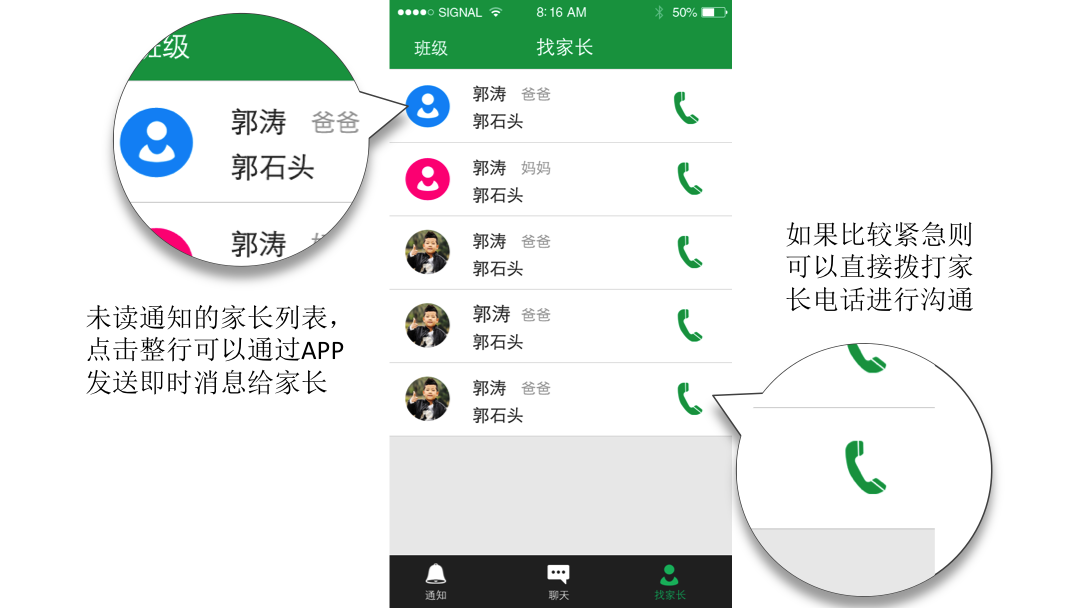 ●●●●○ SIGNAL 8:16 AM 50%
班级 找家长
郭涛 爸爸
郭石头
郭涛 妈妈
郭石头
郭涛 爸爸
郭石头
郭涛 爸爸
郭石头
郭涛 爸爸
郭石头
通知 聊天 找家长
班级
郭涛 爸爸
郭石头
郭涛
未读通知的家长列表，
点击整行可以通过APP
发送即时消息给家长
如果比较紧急则
可以直接拨打家
长电话进行沟通